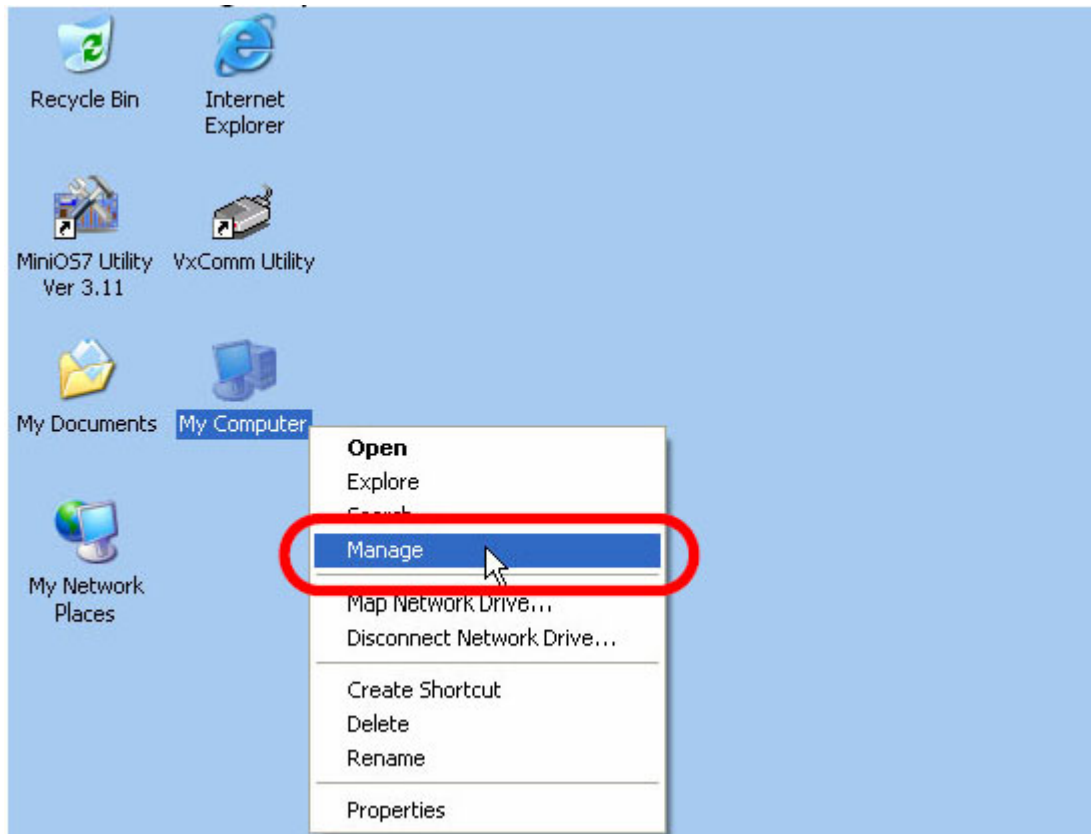 Recycle Bin
Internet
Explorer
MiniOS7 Utility
Ver 3.11
VxComm Utility
My Documents
My Computer
My Network
Places
Open
Explore
Search
Manage
Map Network Drive...
Disconnect Network Drive...
Create Shortcut
Delete
Rename
Properties